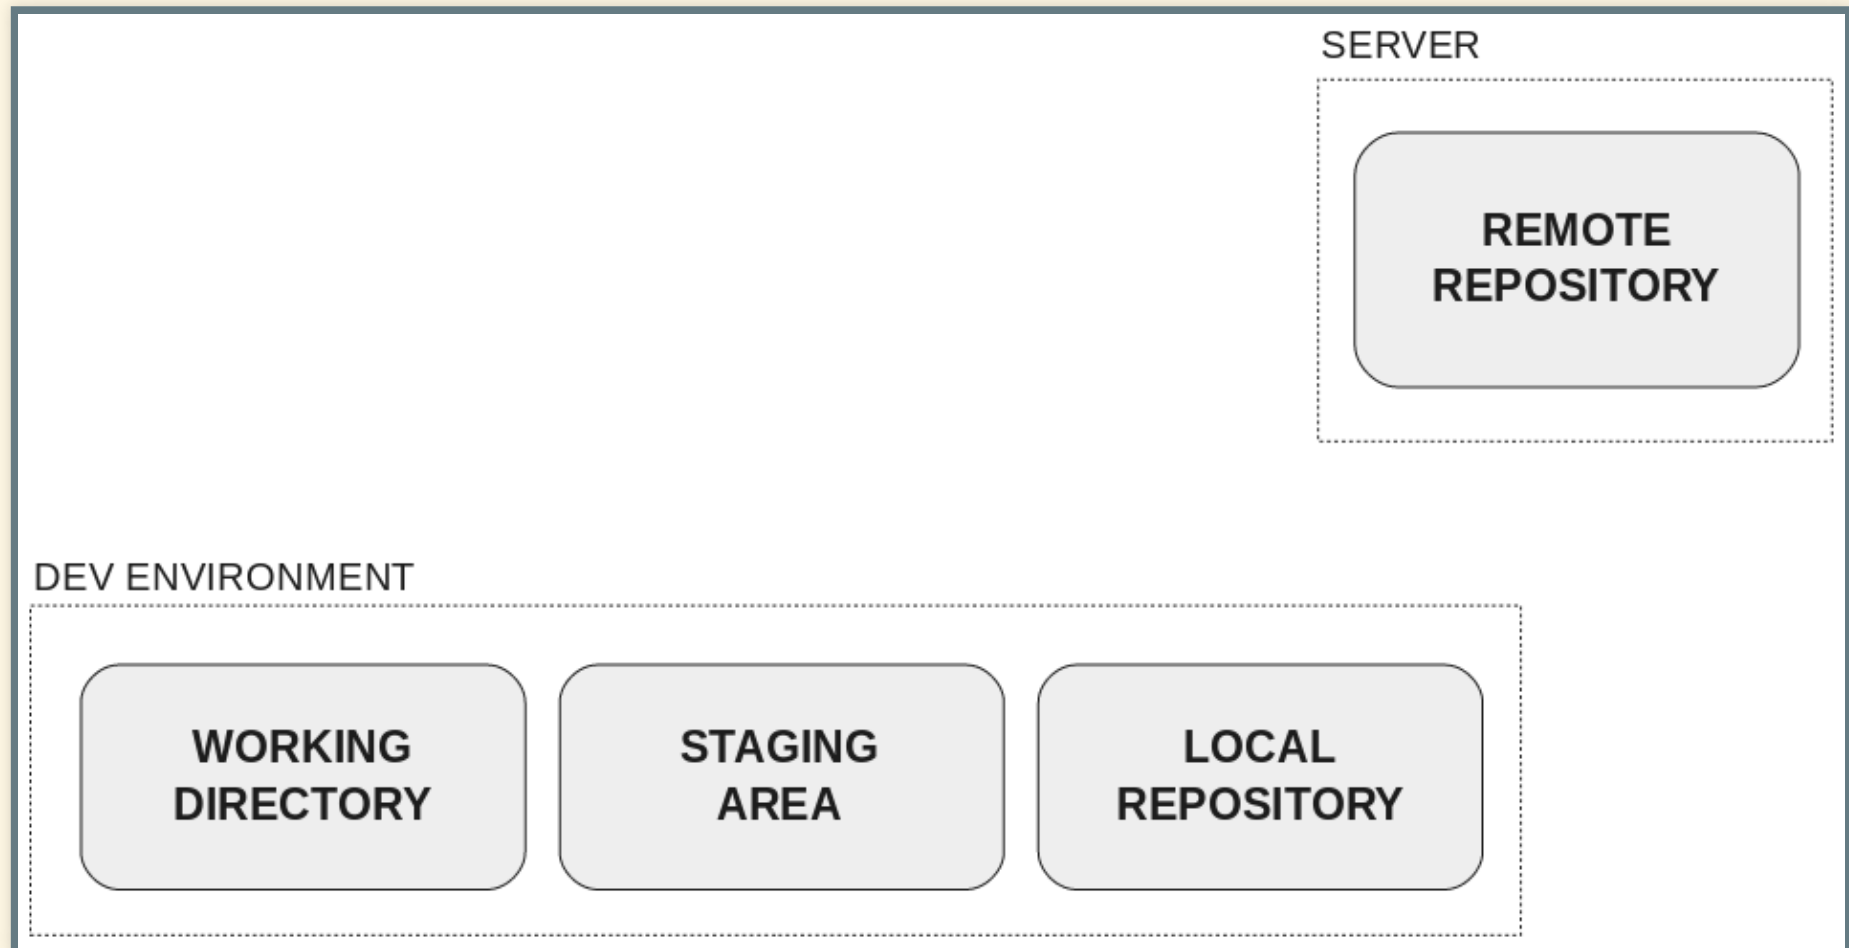 SERVER
REMOTE
REPOSITORY
DEV ENVIRONMENT
WORKING
DIRECTORY
STAGING
AREA
LOCAL
REPOSITORY